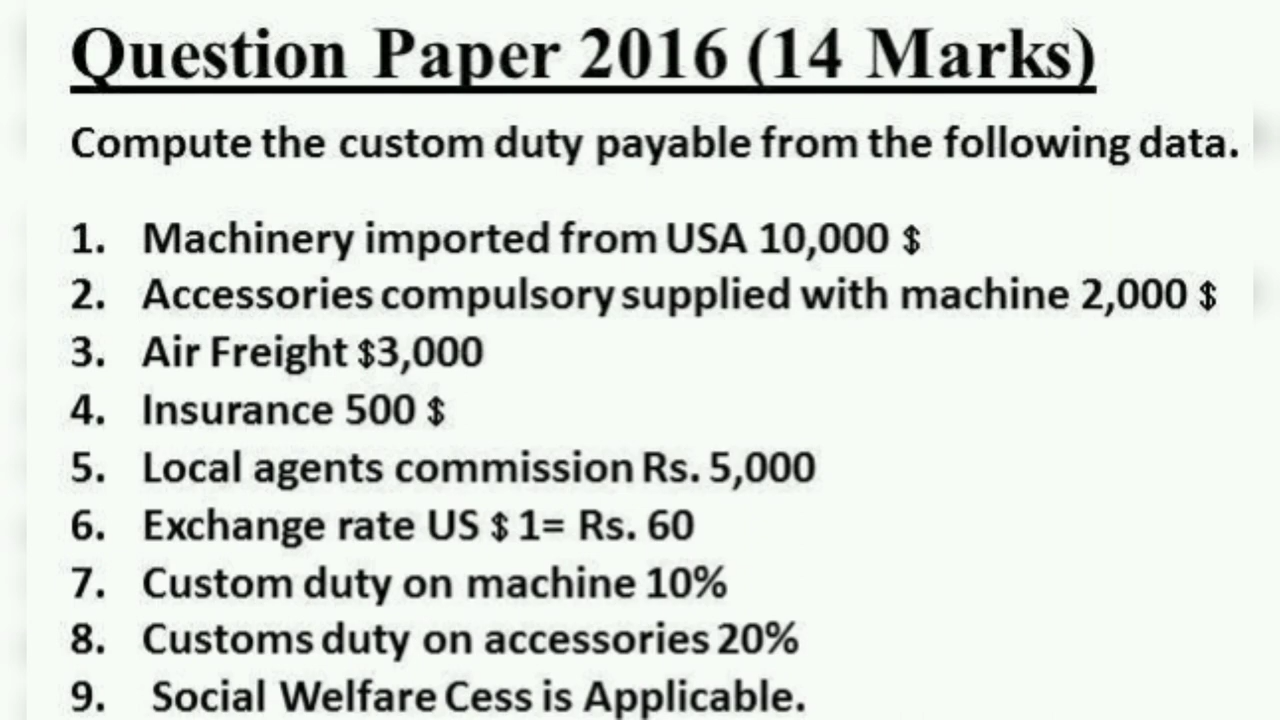 Question Paper 2016 (14 Marks)
Compute the custom duty payable from the following data.
1. Machinery imported from USA 10,000 $
2. Accessories compulsory supplied with machine 2,000 $
3. Air Freight $3,000
4. Insurance 500 $
5. Local agents commission Rs. 5,000
6. Exchange rate US $ 1= Rs. 60
7. Custom duty on machine 10%
8. Customs duty on accessories 20%
9. Social Welfare Cess is Applicable.